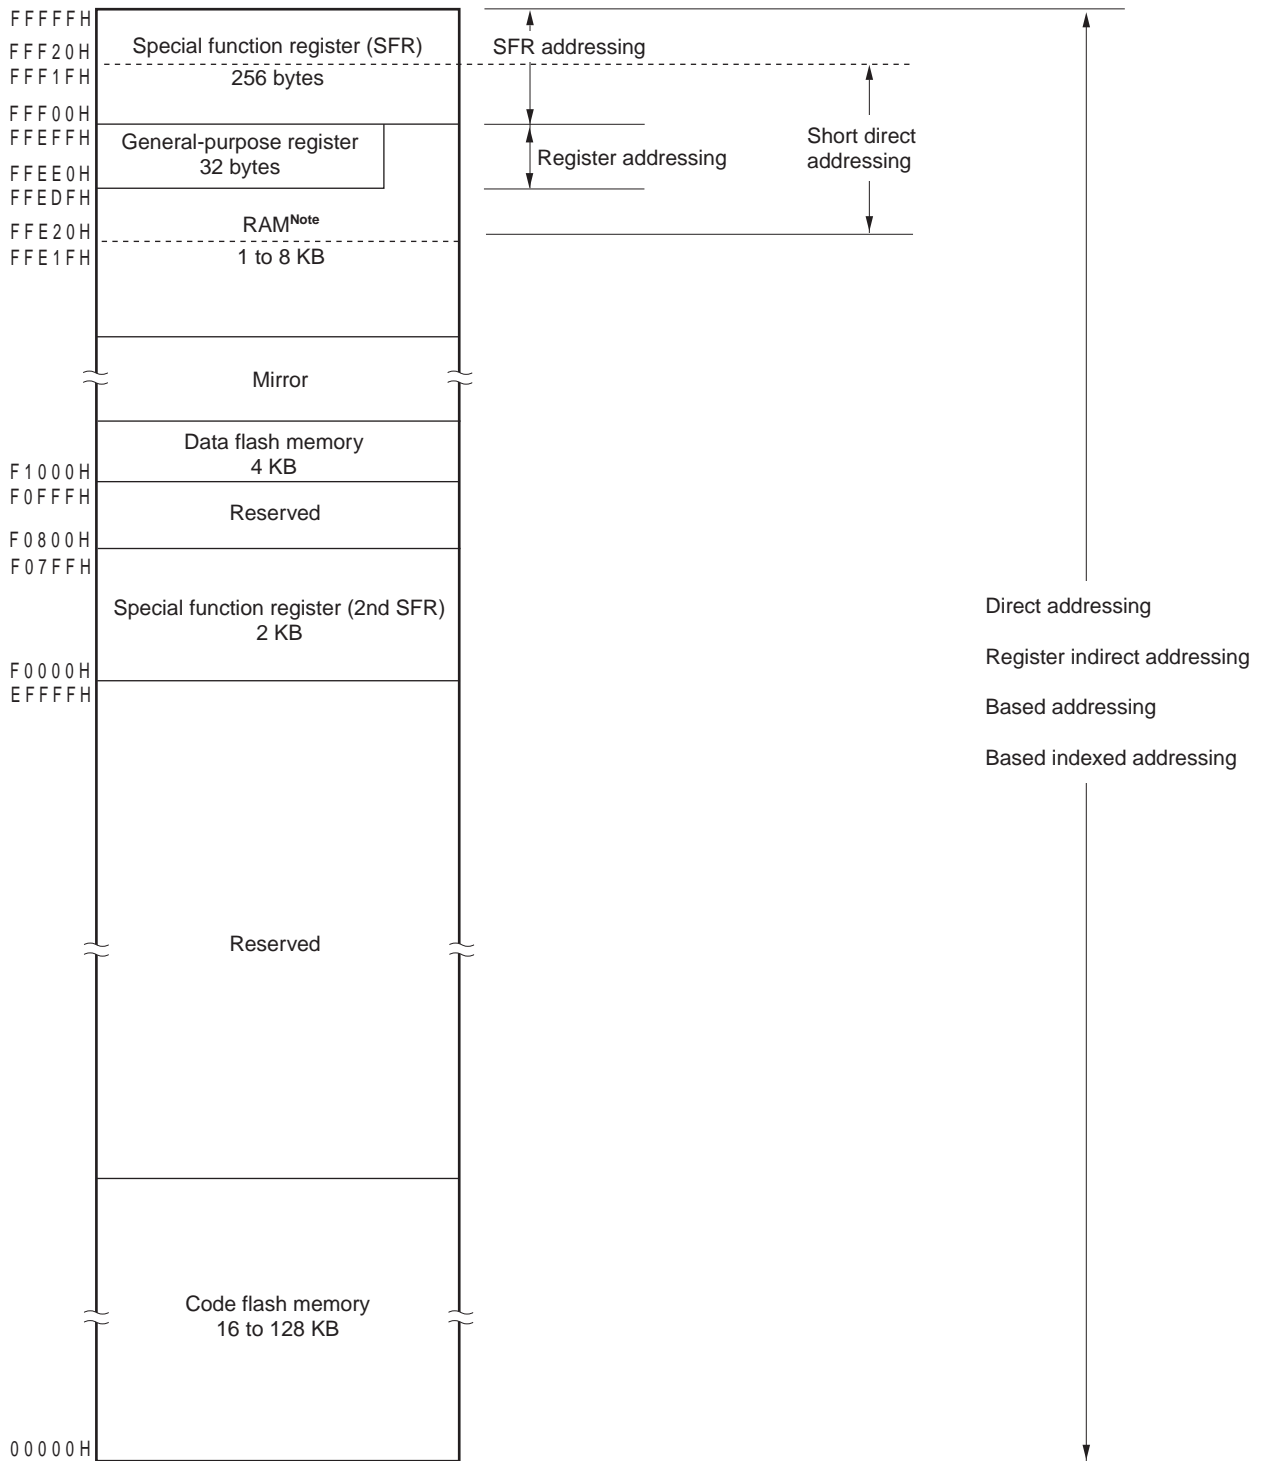 FFFFFH
Special function register (SFR)
SFR addressing
FFF20H
FFF1FH
256 bytes
FFF00H
FFEFFH
General-purpose register
32 bytes
Register addressing
Short direct
addressing
FFEE0H
FFEDFH
RAMNote
FFE20H
FFE1FH
1 to 8 KB
Mirror
Data flash memory
4 KB
F1000H
F0FFFH
Reserved
F0800H
F07FFH
Special function register (2nd SFR)
2 KB
Direct addressing
Register indirect addressing
Based addressing
Based indexed addressing
F0000H
EFFFFH
Reserved
Code flash memory
16 to 128 KB
00000H